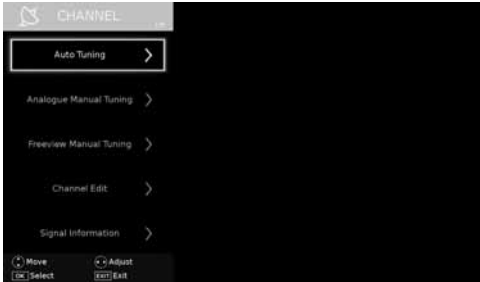 CHANNEL
Auto Tuning
Analogue Manual Tuning
Freeview Manual Tuning
Channel Edit
Signal Information
Move Adjust
OK Select EXIT Exit